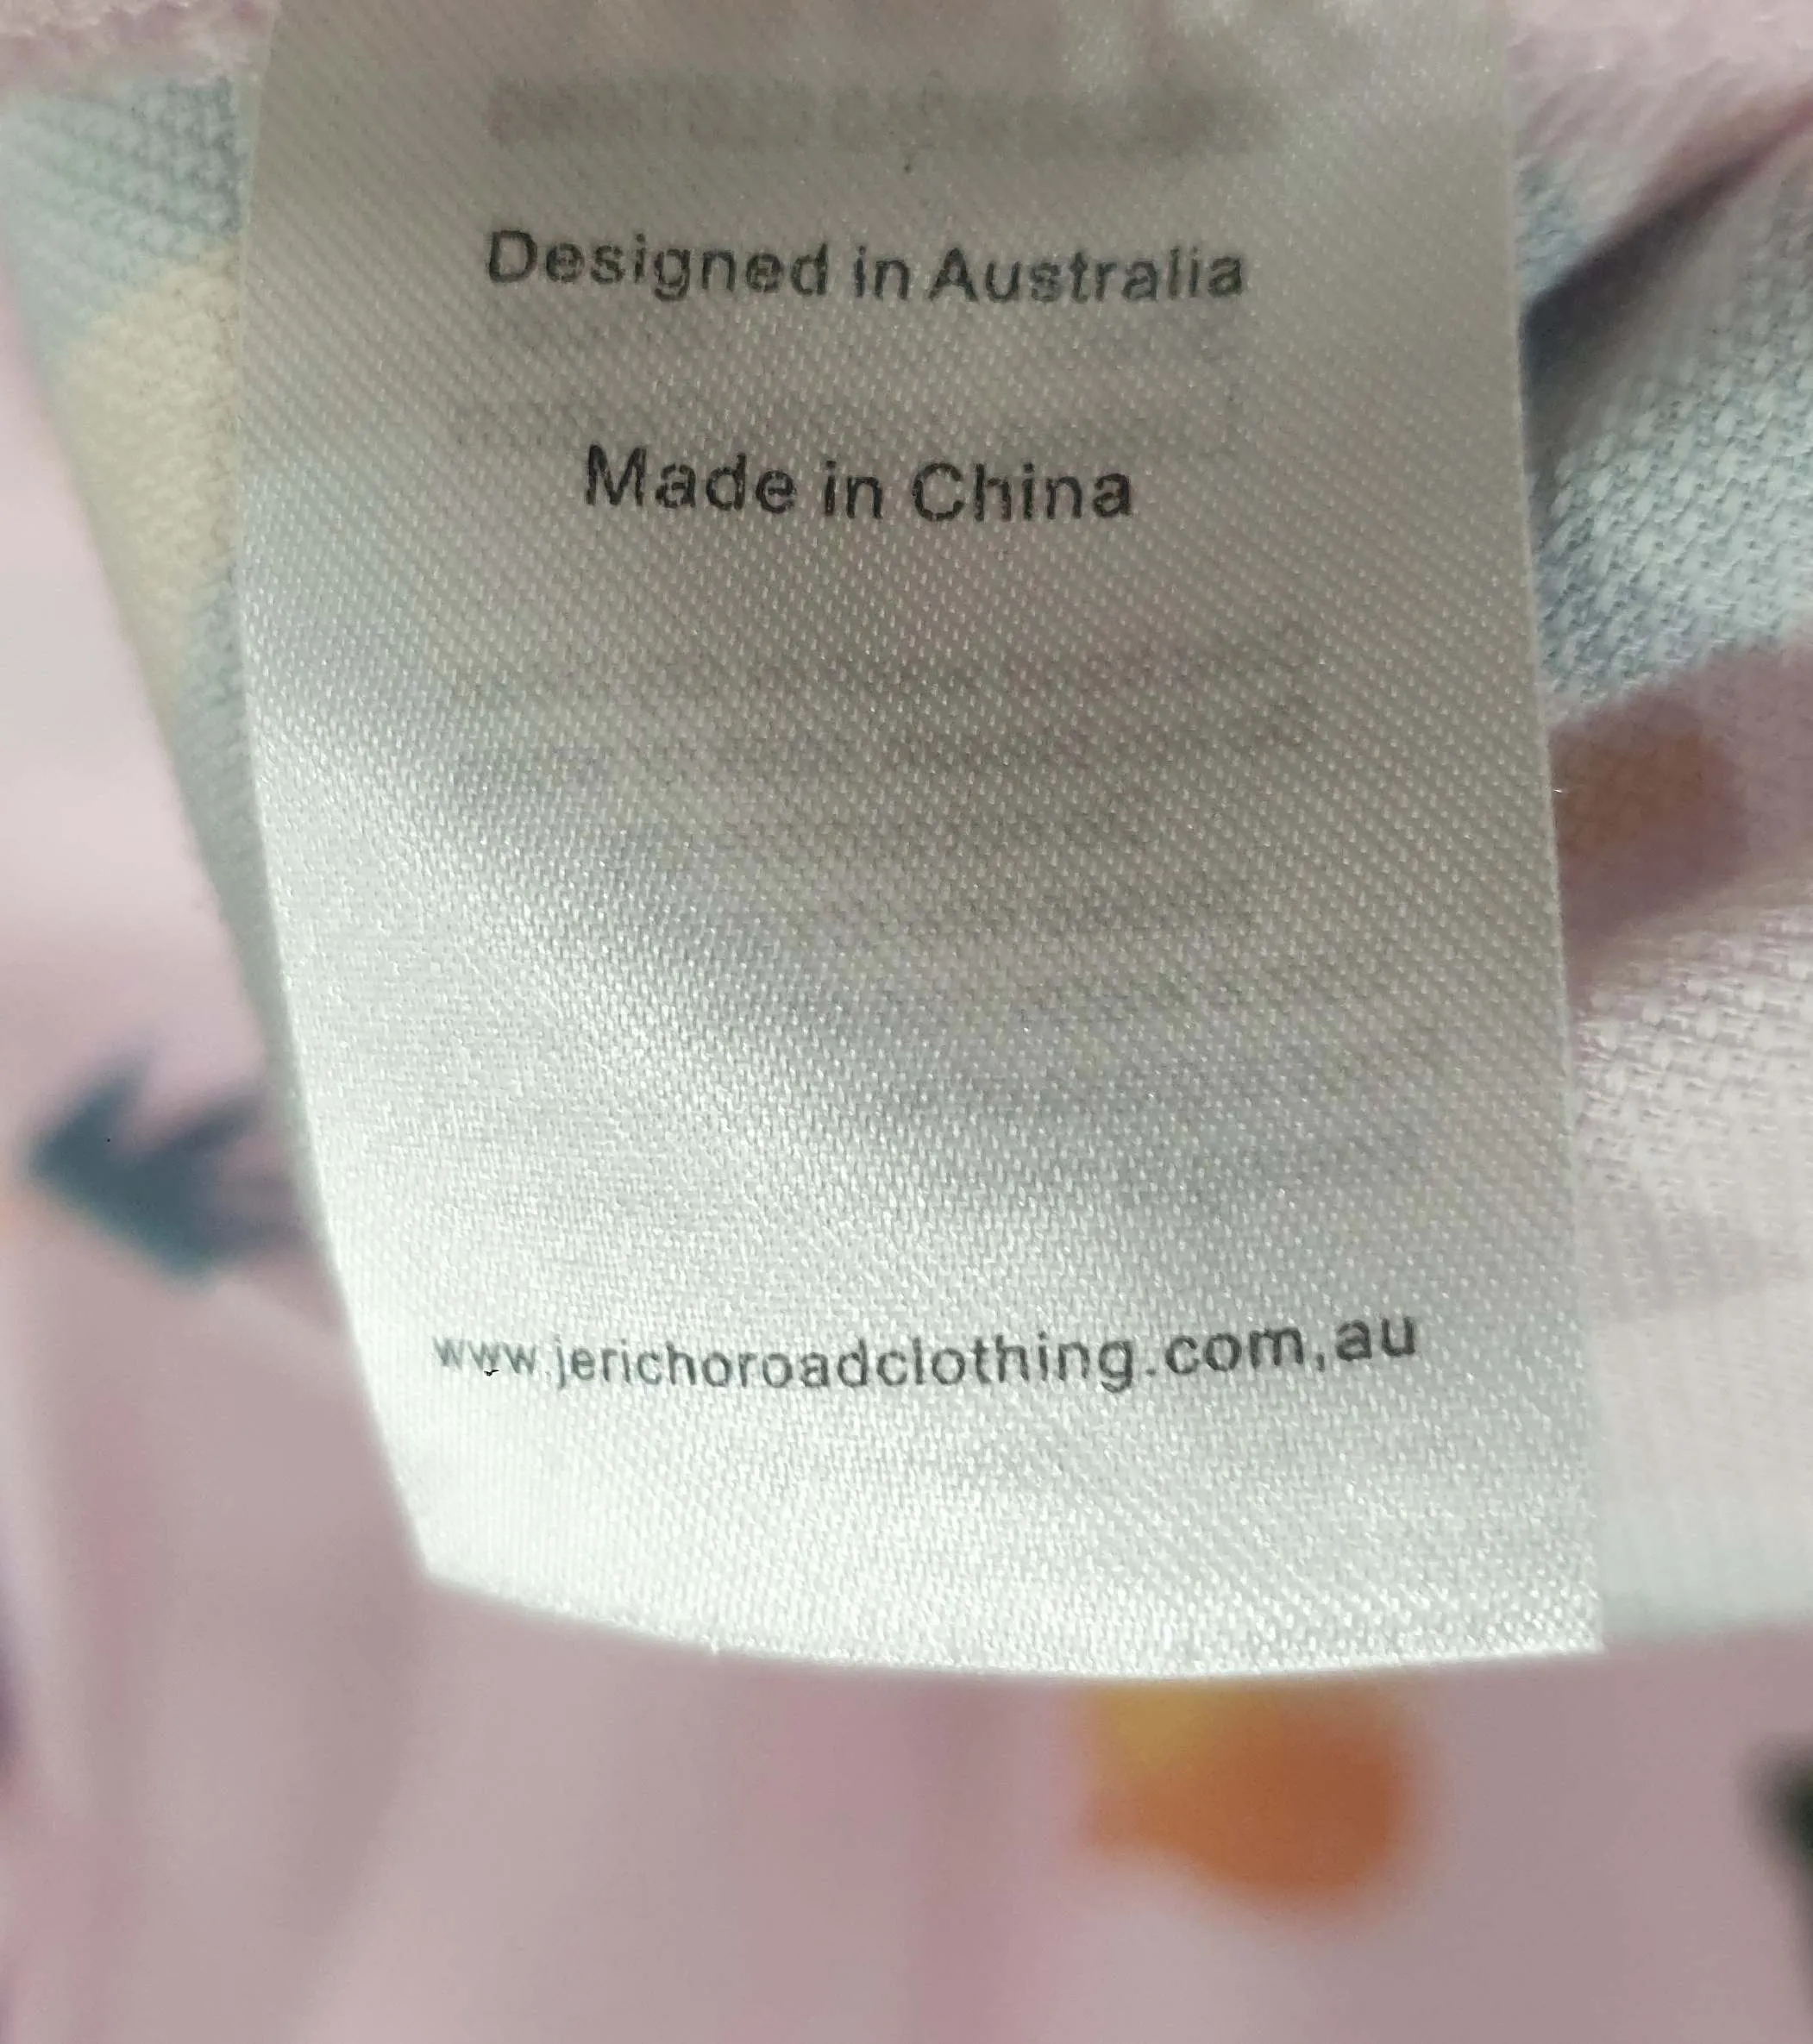 Designed in Australia
Made in China
www.jerichoroadclothing.com.au